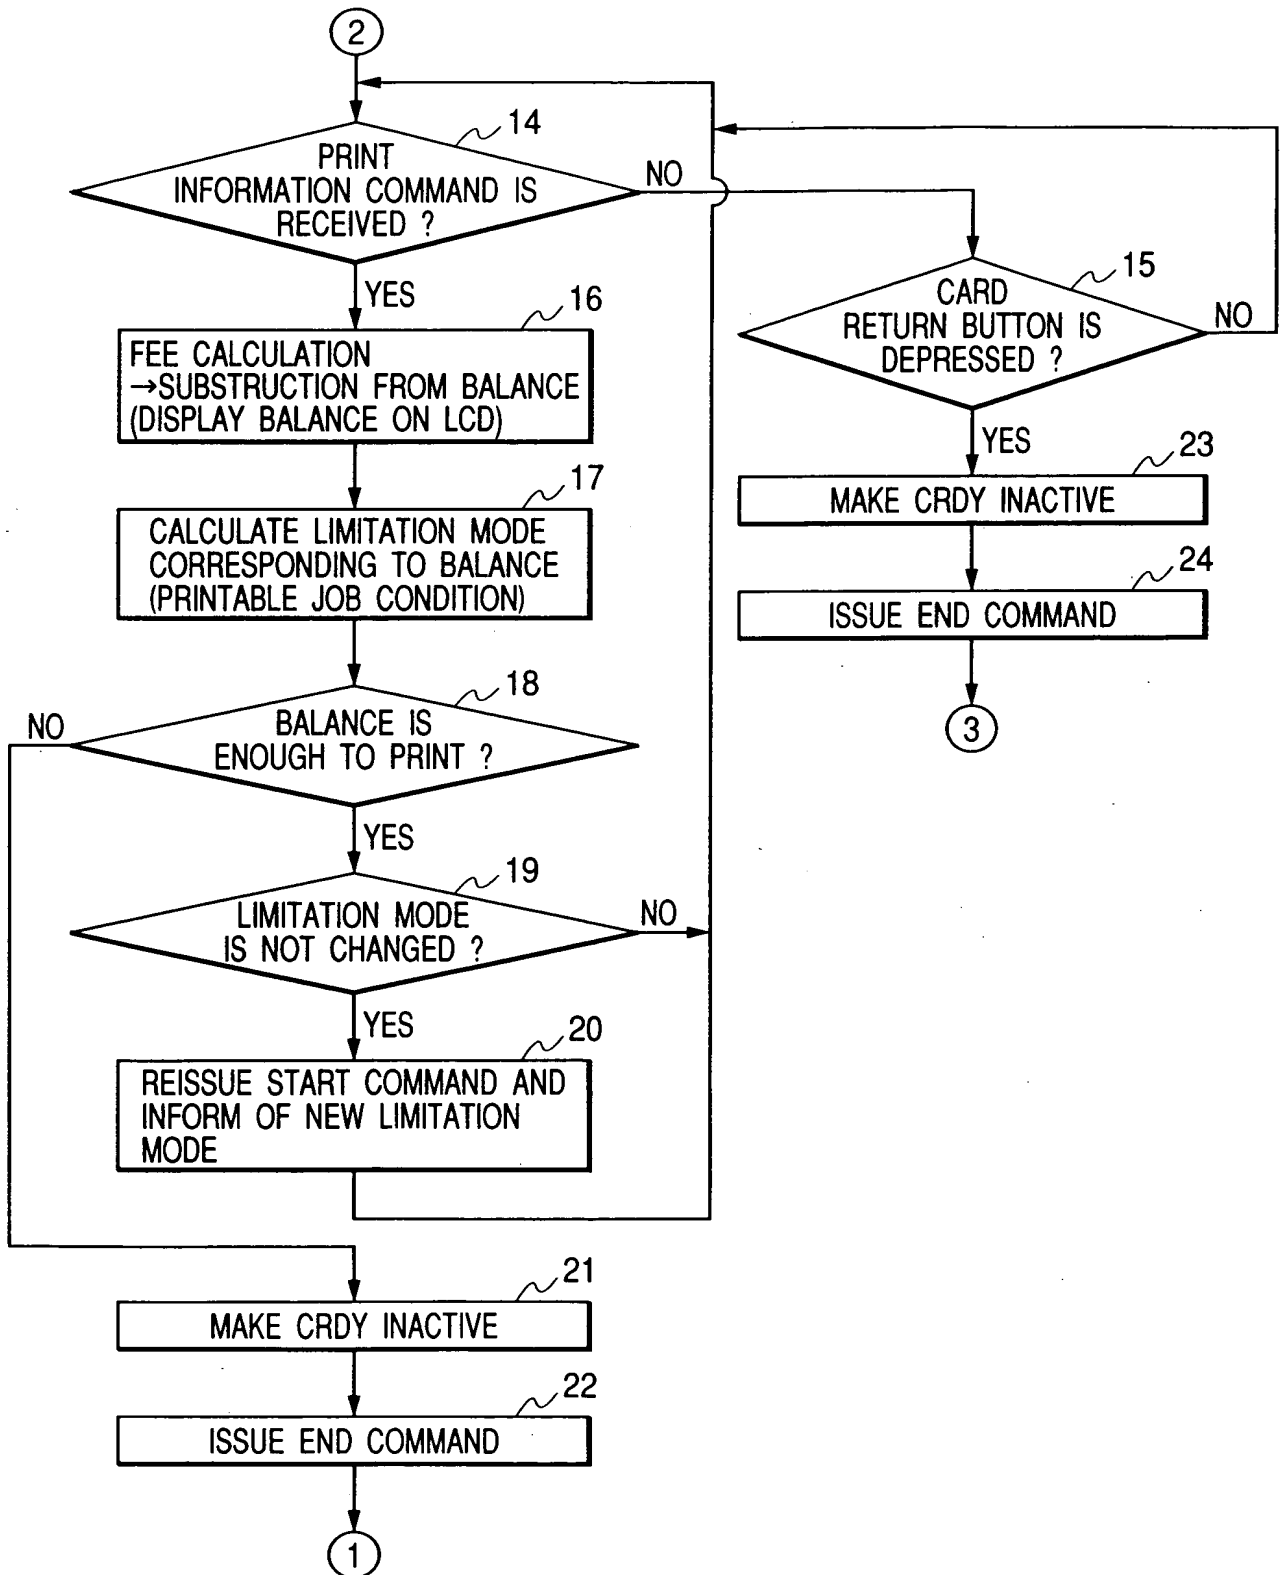 2
14
PRINT
INFORMATION COMMAND IS
RECEIVED ?
NO
YES
15
CARD
RETURN BUTTON IS
DEPRESSED ?
NO
YES
16
FEE CALCULATION
→SUBSTRUCTION FROM BALANCE
(DISPLAY BALANCE ON LCD)
23
MAKE CRDY INACTIVE
17
CALCULATE LIMITATION MODE
CORRESPONDING TO BALANCE
(PRINTABLE JOB CONDITION)
24
ISSUE END COMMAND
3
18
BALANCE IS
ENOUGH TO PRINT ?
NO
YES
19
LIMITATION MODE
IS NOT CHANGED ?
NO
YES
20
REISSUE START COMMAND AND
INFORM OF NEW LIMITATION
MODE
21
MAKE CRDY INACTIVE
22
ISSUE END COMMAND
1